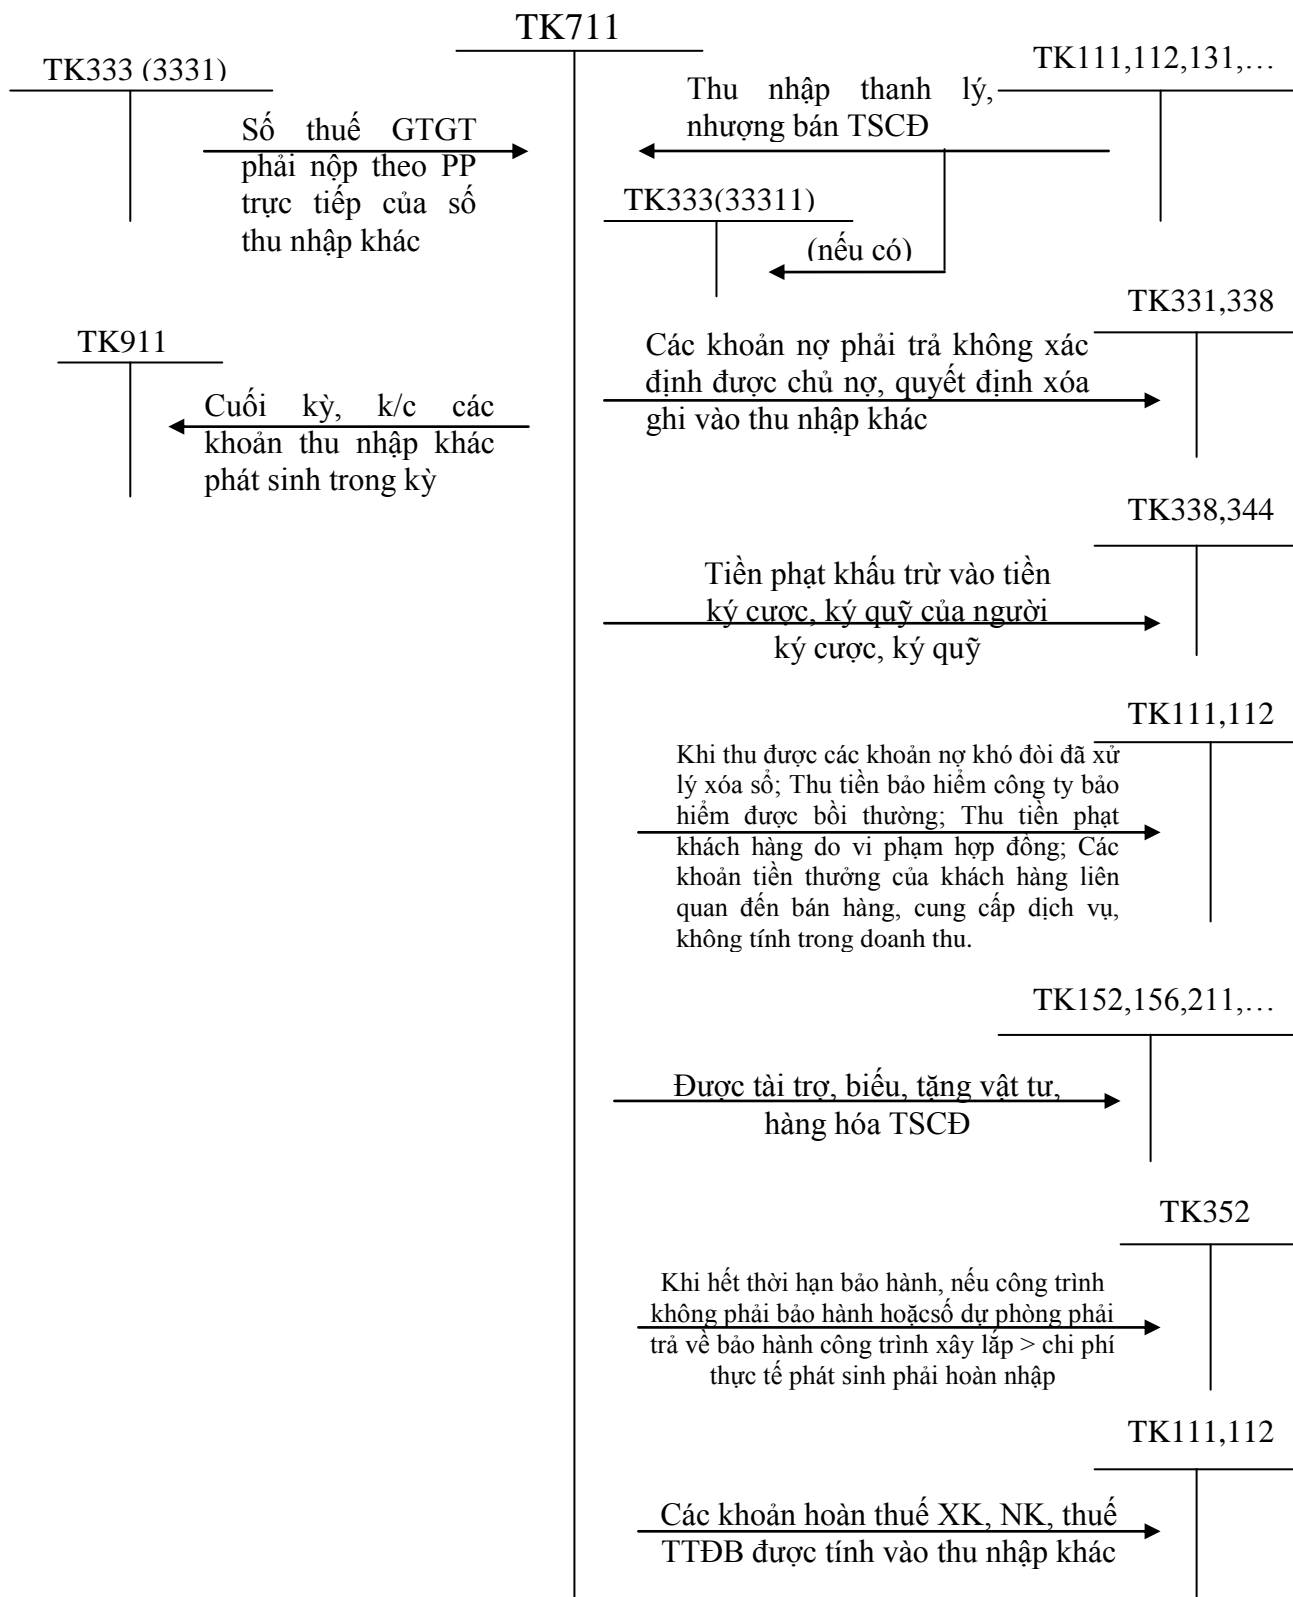 TK711
TK333 (3331)
Số thuế GTGT
phải nộp theo PP
trực tiếp của số
thu nhập khác
TK911
Cuối kỳ, k/c các
khoản thu nhập khác
phát sinh trong kỳ
TK111,112,131,…
Thu nhập thanh lý,
nhượng bán TSCĐ
TK333(33311)
(nếu có)
TK331,338
Các khoản nợ phải trả không xác
định được chủ nợ, quyết định xóa
ghi vào thu nhập khác
TK338,344
Tiền phạt khấu trừ vào tiền
ký cược, ký quỹ của người
ký cược, ký quỹ
TK111,112
Khi thu được các khoản nợ khó đòi đã xử
lý xóa sổ; Thu tiền bảo hiểm công ty bảo
hiểm được bồi thường; Thu tiền phạt
khách hàng do vi phạm hợp đồng; Các
khoản tiền thưởng của khách hàng liên
quan đến bán hàng, cung cấp dịch vụ,
không tính trong doanh thu.
TK152,156,211,…
Được tài trợ, biếu, tặng vật tư,
hàng hóa TSCĐ
TK352
Khi hết thời hạn bảo hành, nếu công trình
không phải bảo hành hoặcsố dự phòng phải
trả về bảo hành công trình xây lắp > chi phí
thực tế phát sinh phải hoàn nhập
TK111,112
Các khoản hoàn thuế XK, NK, thuế
TTĐB được tính vào thu nhập khác